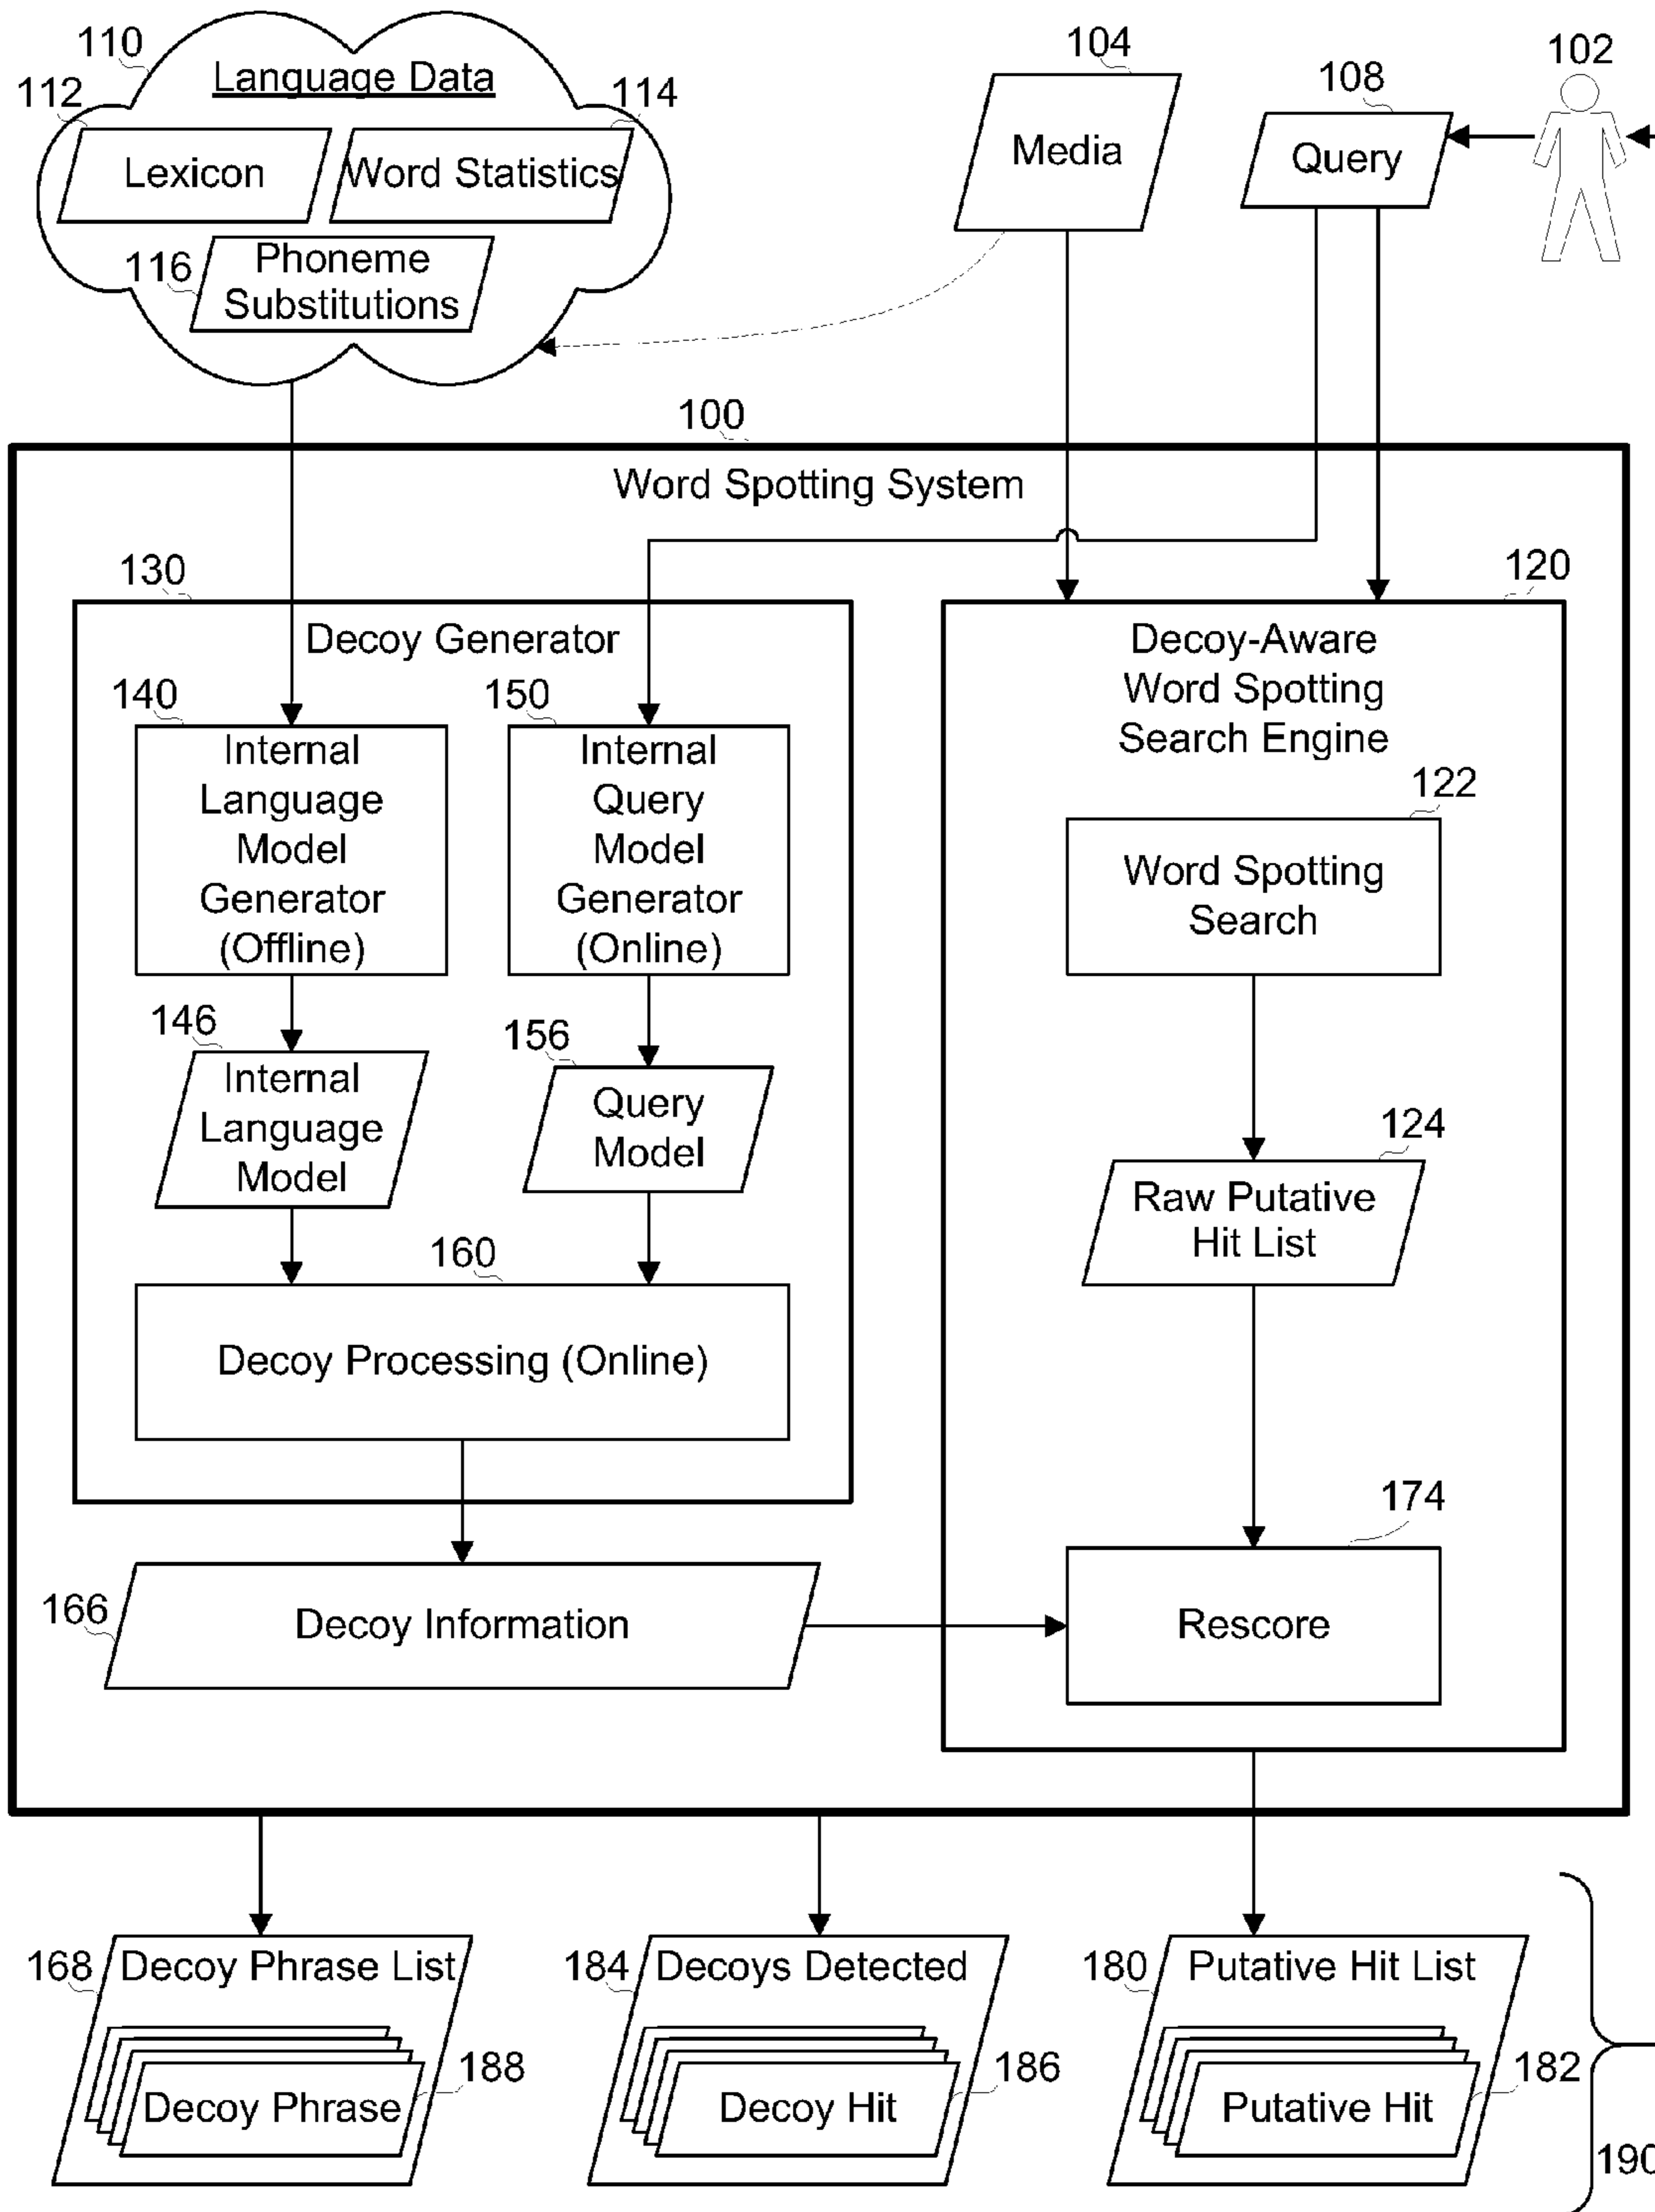 110
Language Data
112
114
Lexicon
Word Statistics
116
Phoneme
Substitutions
104
Media
108
Query
102
100
Word Spotting System
130
Decoy Generator
140
Internal
Language
Model
Generator
(Offline)
150
Internal
Query
Model
Generator
(Online)
146
Internal
Language
Model
156
Query
Model
160
Decoy Processing (Online)
166
Decoy Information
120
Decoy-Aware
Word Spotting
Search Engine
122
Word Spotting
Search
124
Raw Putative
Hit List
174
Rescore
168
Decoy Phrase List
188
Decoy Phrase
184
Decoys Detected
186
Decoy Hit
180
Putative Hit List
182
Putative Hit
190